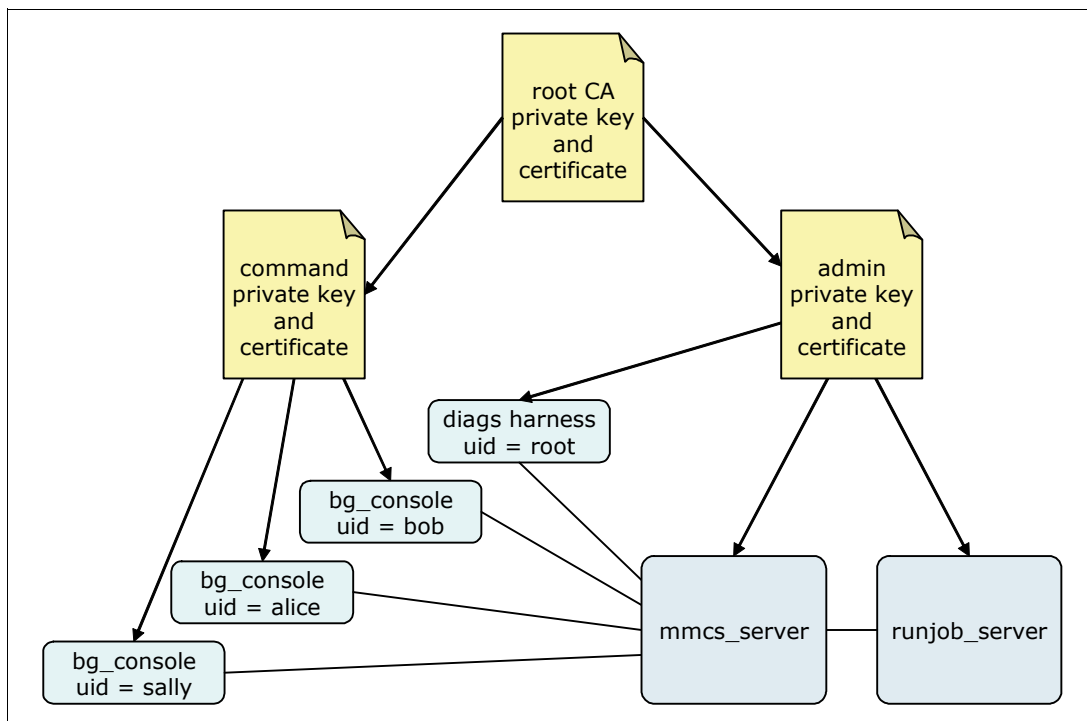 root CA
private key
and
certificate
command
private key
and
certificate
admin
private key
and
certificate
diags harness
uid = root
bg_console
uid = bob
bg_console
uid = alice
bg_console
uid = sally
mmcs_server
runjob_server